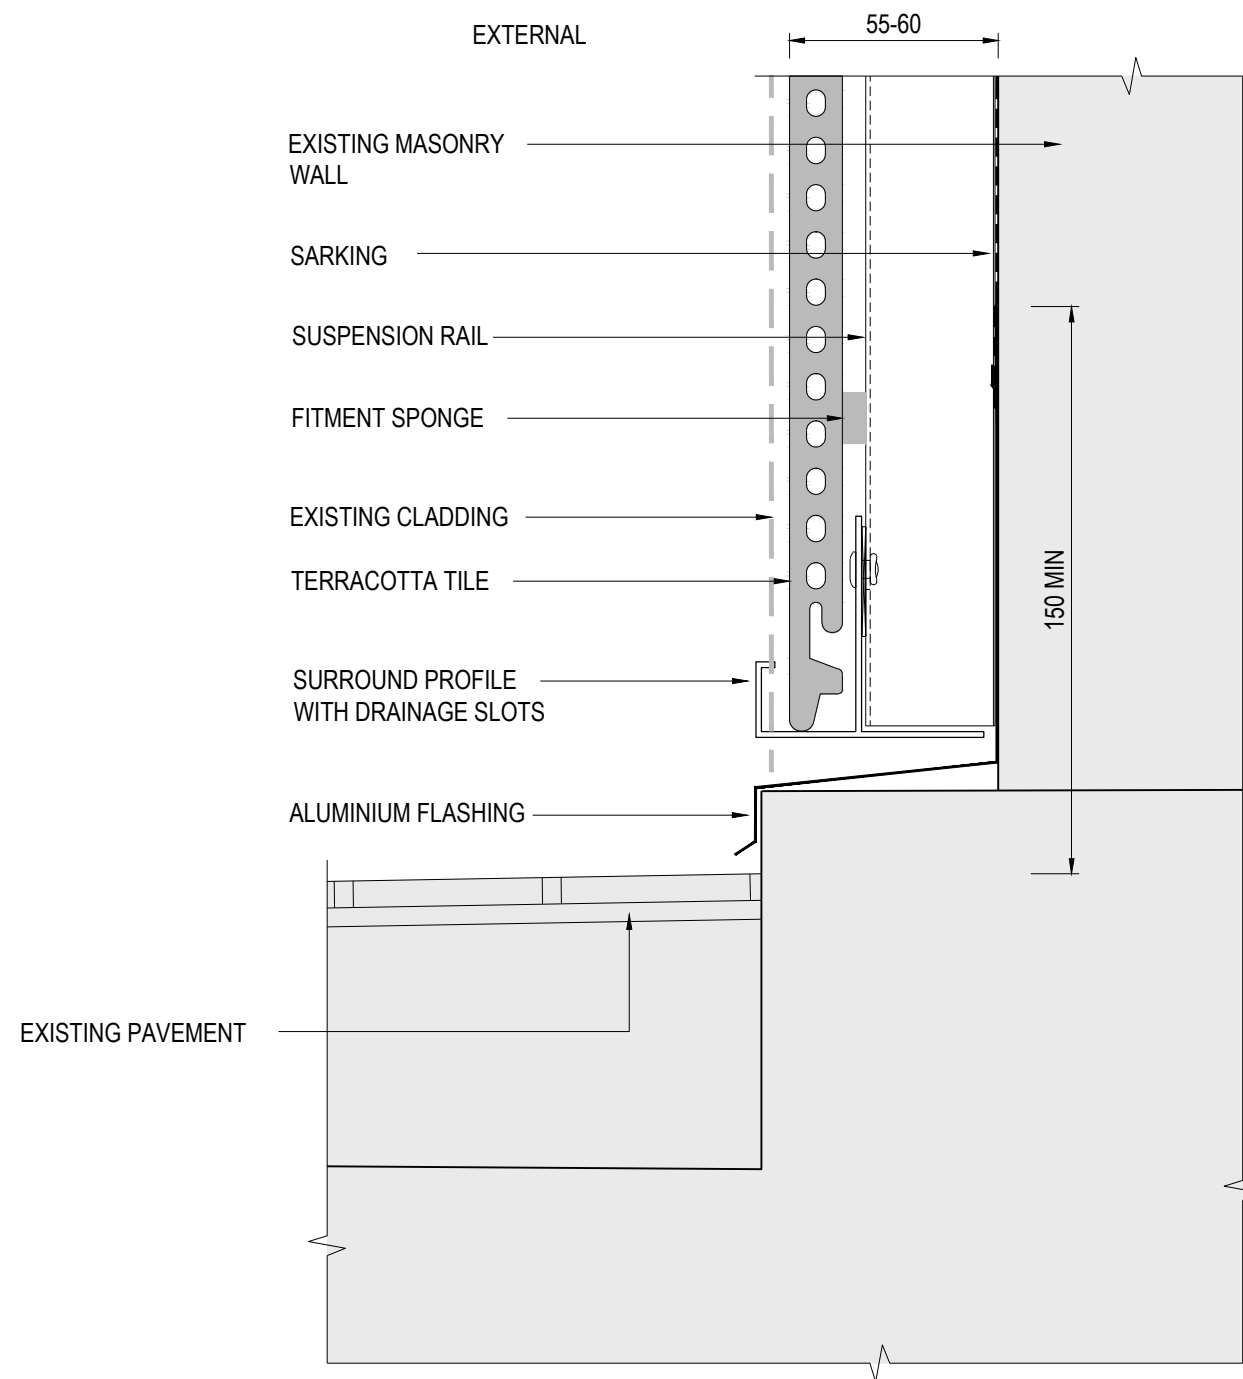 EXTERNAL
55-60
EXISTING MASONRY
WALL
SARKING
SUSPENSION RAIL
FITMENT SPONGE
EXISTING CLADDING
TERRACOTTA TILE
150 MIN
SURROUND PROFILE
WITH DRAINAGE SLOTS
ALUMINIUM FLASHING
EXISTING PAVEMENT